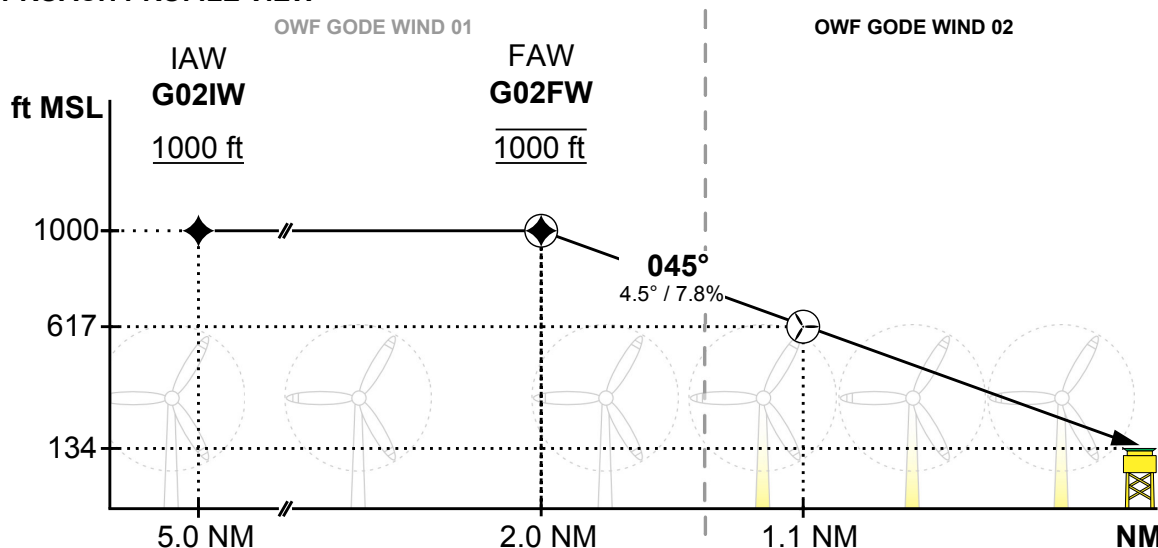 OWF GODE WIND 01
OWF GODE WIND 02
IAW
G02IW
1000 ft
FAW
G02FW
1000 ft
ft MSL
1000
045°
4.5° / 7.8%
617
134
5.0 NM
2.0 NM
1.1 NM
NM